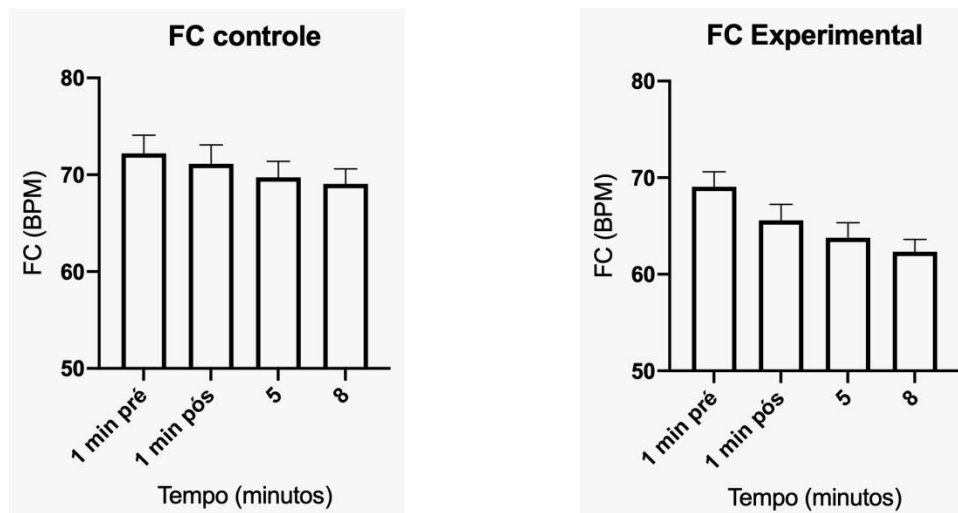 FC controle
80
70
60
50
FC (BPM)
1 min pré
1 min pós
5
8
Tempo (minutos)
FC Experimental
80
70
60
50
FC (BPM)
1 min pré
1 min pós
5
8
Tempo (minutos)